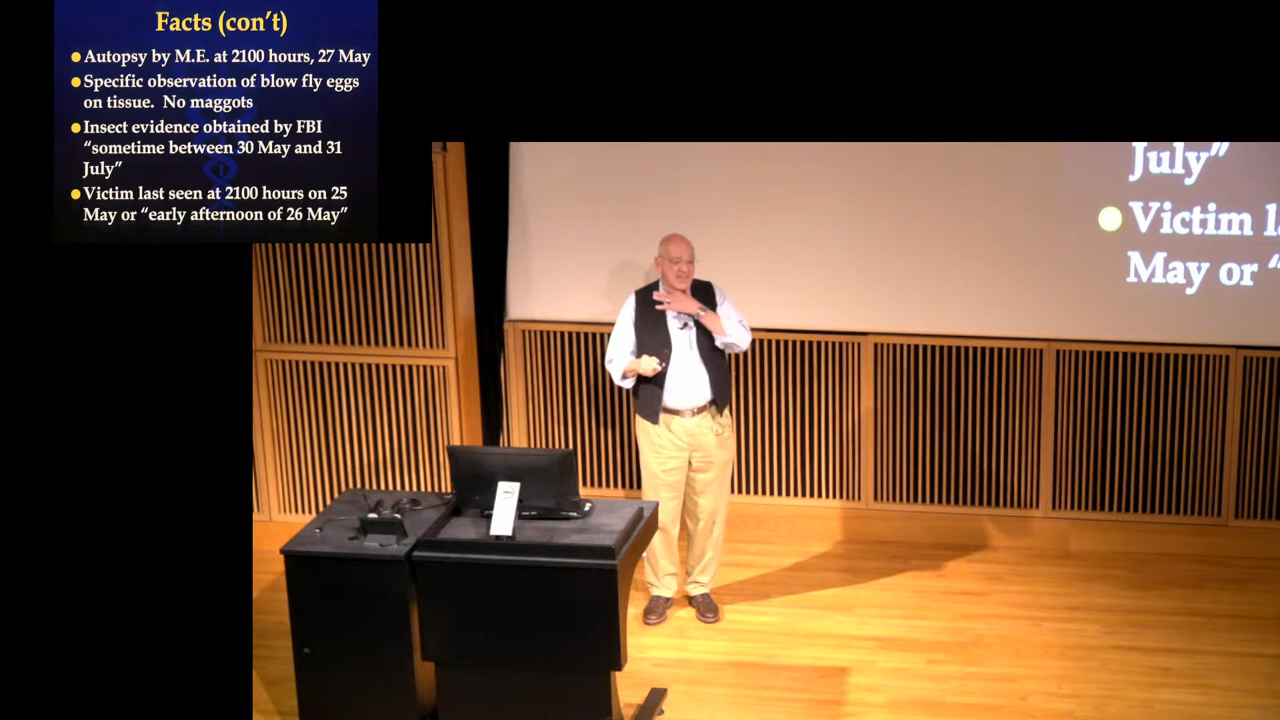 Facts (con't)
Autopsy by M.E. at 2100 hours, 27 May
Specific observation of blow fly eggs
on tissue. No maggots
Insect evidence obtained by FBI
“sometime between 30 May and 31
July”
Victim last seen at 2100 hours on 25
May or “early afternoon of 26 May”
July”
Victim l
May or “